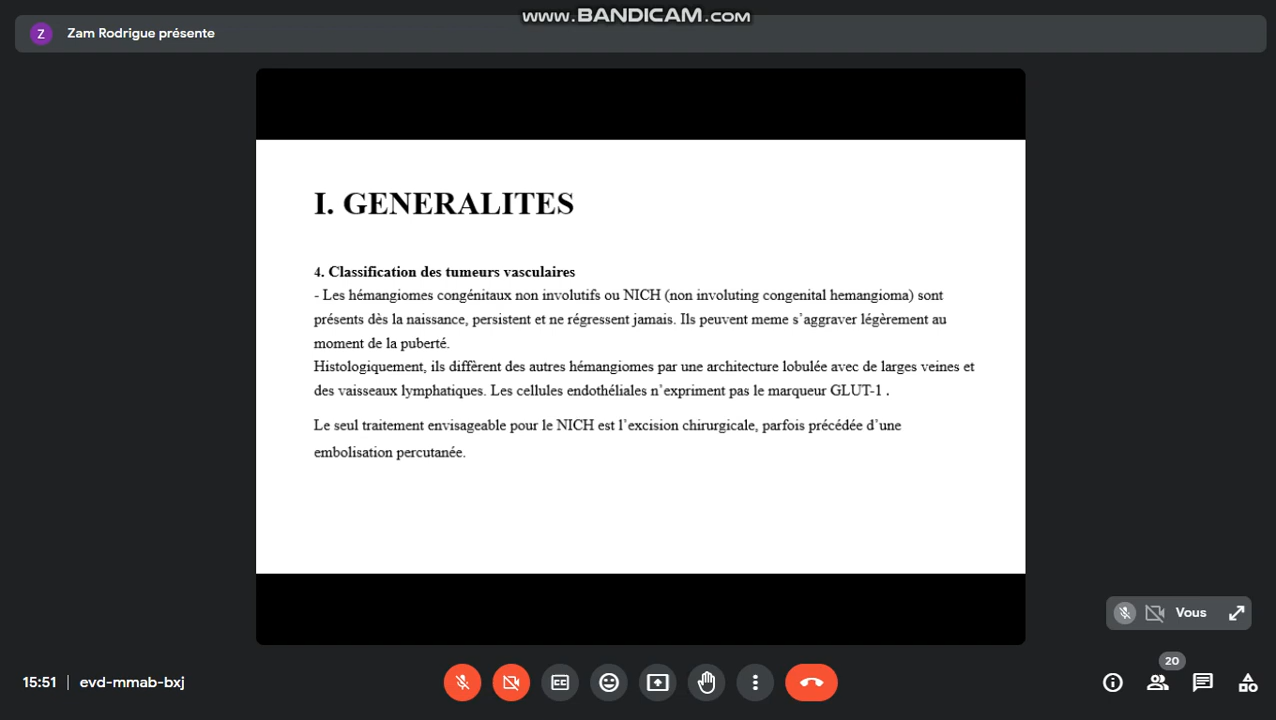 www.BANDICAM.com
Z Zam Rodrigue présente
I. GENERALITES
4. Classification des tumeurs vasculaires
- Les hémangiomes congénitaux non involutifs ou NICH (non involuting congenital hemangioma) sont
présents dès la naissance, persistent et ne régressent jamais. Ils peuvent meme s’aggraver légèrement au
moment de la puberté.
Histologiquement, ils diffèrent des autres hémangiomes par une architecture lobulée avec de larges veines et
des vaisseaux lymphatiques. Les cellules endothéliales n’expriment pas le marqueur GLUT-1 .
Le seul traitement envisageable pour le NICH est l’excision chirurgicale, parfois précédée d’une
embolisation percutanée.
Vous
20
15:51 | evd-mmab-bxj
CC